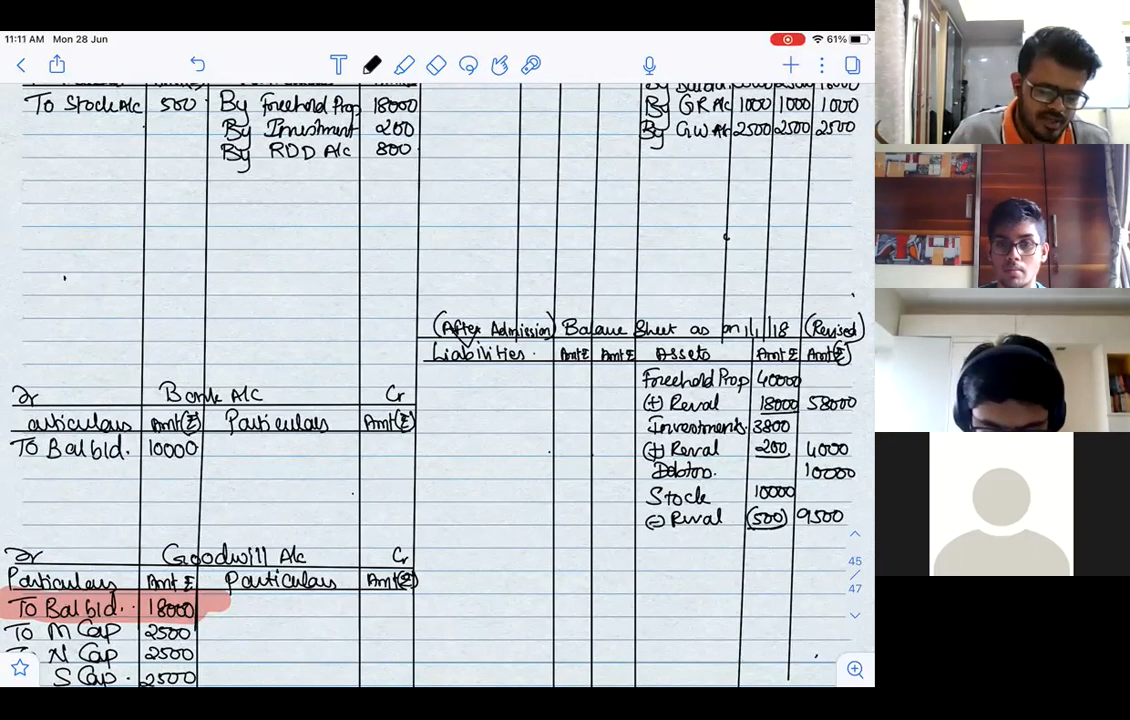 11:11 AM Mon 28 Jun
61%
To Stock A/c 500 By Freehold Prop 18000
By Investment 200
By RDD A/c 800
By GR A/c 1000 1000 1000
By GW A/c 2500 2500 2500
(After Admission) Balance Sheet as on 1/1/18 (Revised)
Liabilities. Amt ₹ Amt ₹ Assets Amt ₹ Amt ₹
Freehold Prop 40000
(+) Reval 18000 58000
Investments. 3800
(+) Reval 200 4000
Debtors. 10000
Stock 10000
(-) Reval (500) 9500
Dr Bank A/c Cr
articulars Amt(₹) Particulars Amt(₹)
To Bal b/d. 10000
Dr Goodwill A/c Cr
Particulars Amt ₹ Particulars Amt(₹)
To Bal b/d. 18000
To M Cap 2500
N Cap 2500
S Cap. 2500
45
/
47